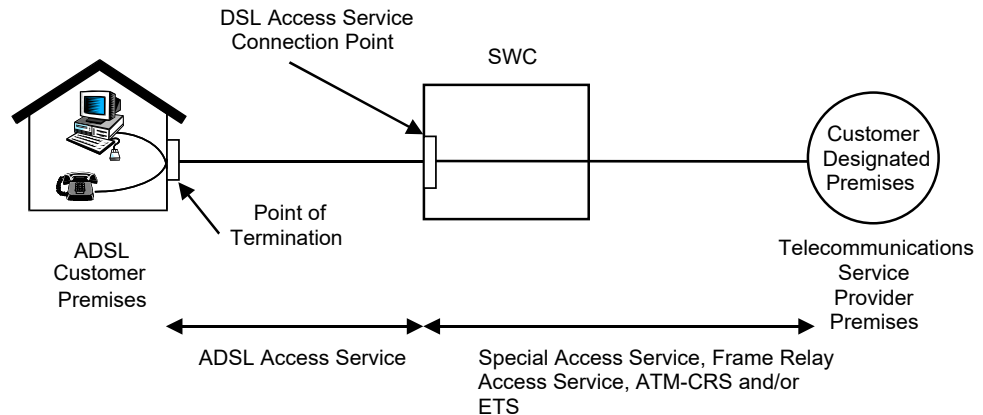 DSL Access Service
Connection Point
SWC
Customer
Designated
Premises
Point of
Termination
ADSL
Customer
Premises
Telecommunications
Service
Provider
Premises
ADSL Access Service
Special Access Service, Frame Relay
Access Service, ATM-CRS and/or
ETS